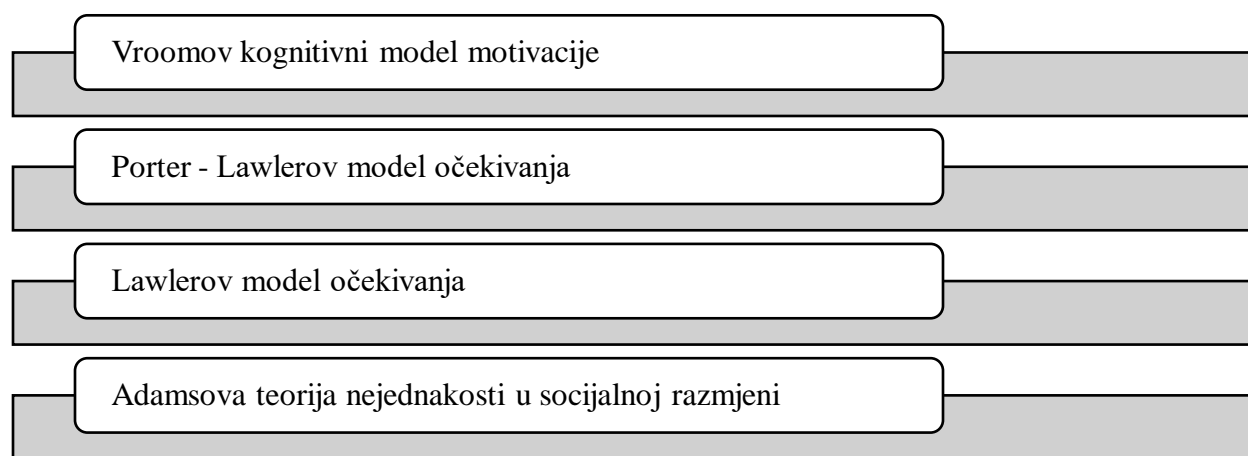 Vroomov kognitivni model motivacije
Porter - Lawlerov model očekivanja
Lawlerov model očekivanja
Adamsova teorija nejednakosti u socijalnoj razmjeni